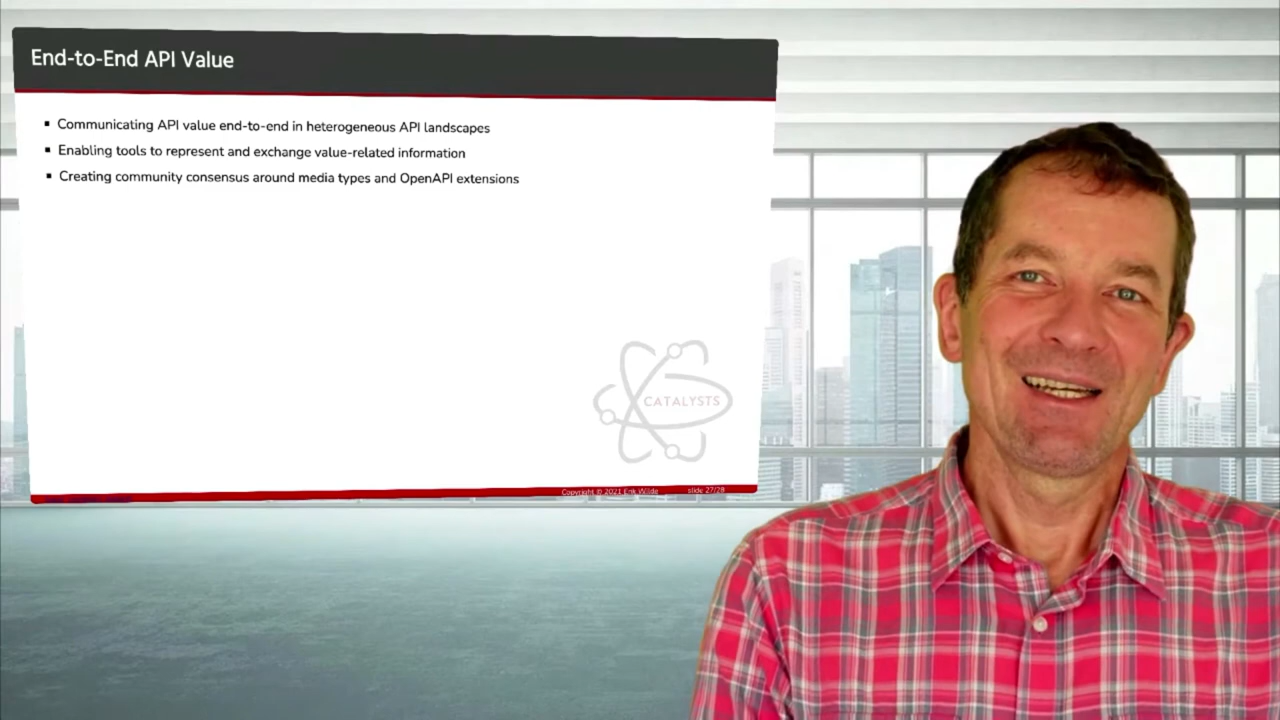 End-to-End API Value
Communicating API value end-to-end in heterogeneous API landscapes
Enabling tools to represent and exchange value-related information
Creating community consensus around media types and OpenAPI extensions
CATALYSTS
Copyright © 2021 Erik Wilde slide 27/28